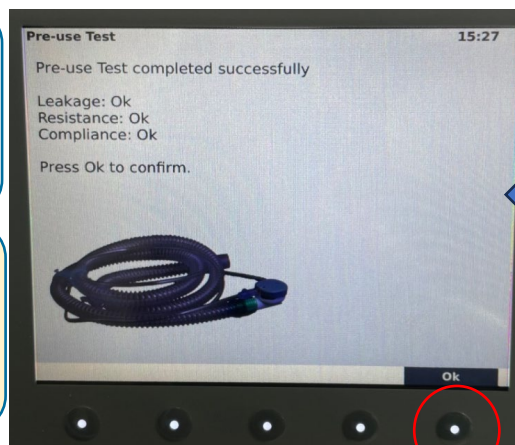 Pre-use Test 15:27
Pre-use Test completed successfully
Leakage: Ok
Resistance: Ok
Compliance: Ok
Press Ok to confirm.
Ok